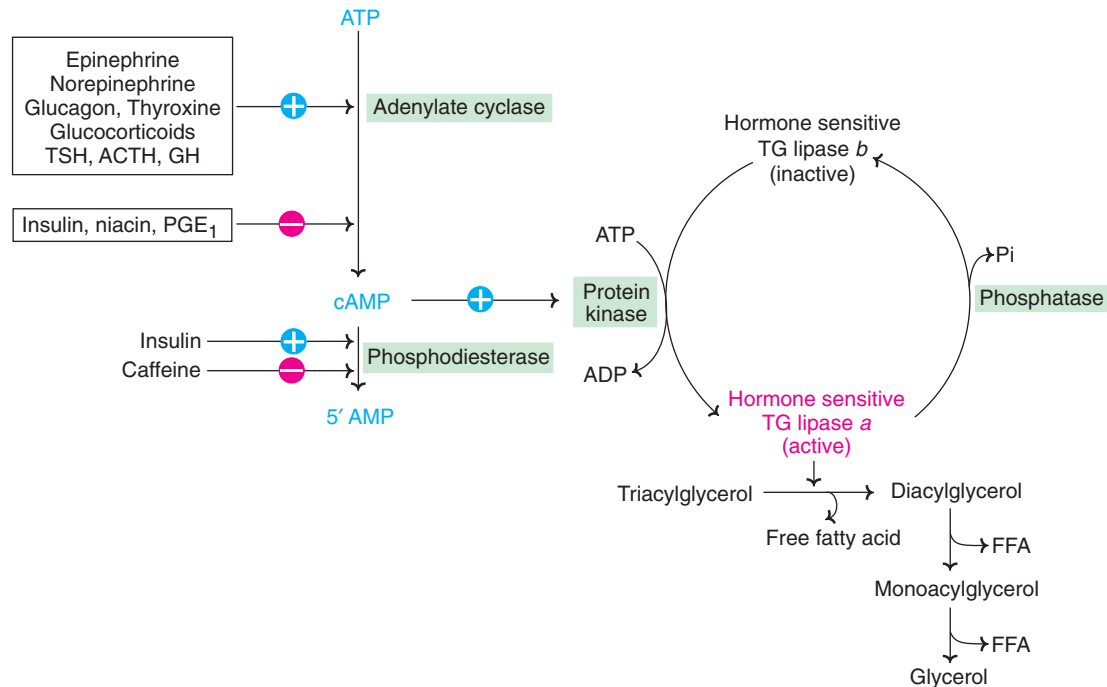 ATP
Epinephrine
Norepinephrine
Glucagon, Thyroxine
Glucocorticoids
TSH, ACTH, GH
+
Adenylate cyclase
Insulin, niacin, PGE1
−
cAMP
+
Insulin
+
Caffeine
−
Phosphodiesterase
5′ AMP
Hormone sensitive
TG lipase b
(inactive)
ATP
Protein
kinase
ADP
Pi
Phosphatase
Hormone sensitive
TG lipase a
(active)
Triacylglycerol
Diacylglycerol
Free fatty acid
FFA
Monoacylglycerol
FFA
Glycerol